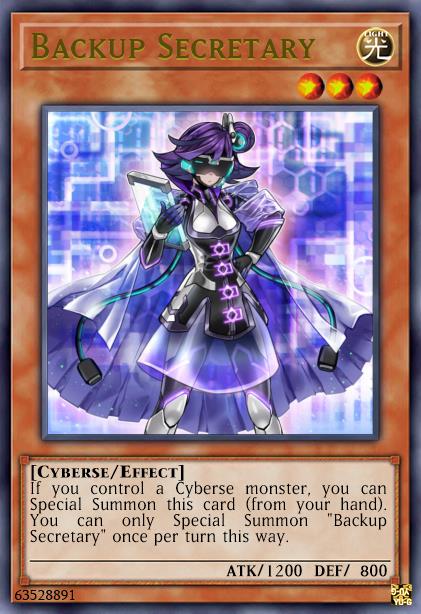 Backup Secretary
LIGHT
光
[Cyberse/Effect]
If you control a Cyberse monster, you can
Special Summon this card (from your hand).
You can only Special Summon "Backup
Secretary" once per turn this way.
ATK/1200 DEF/ 800
63528891